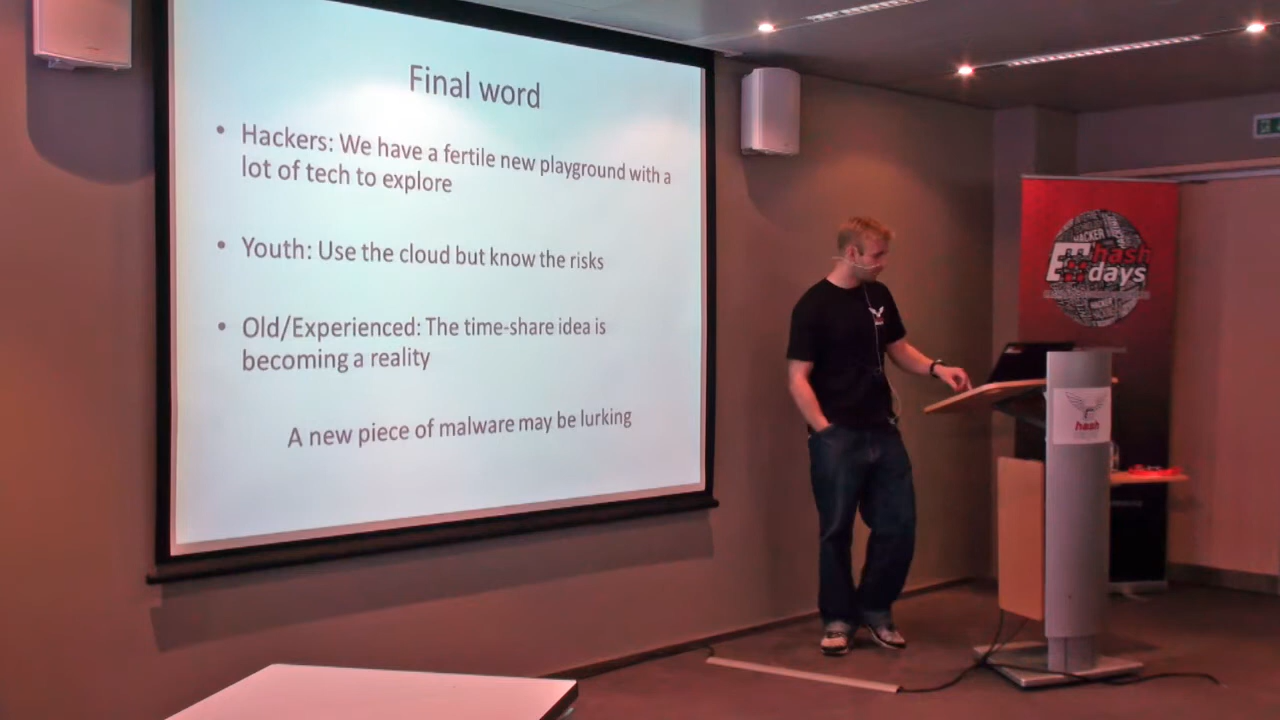 Final word
• Hackers: We have a fertile new playground with a
lot of tech to explore
• Youth: Use the cloud but know the risks
• Old/Experienced: The time-share idea is
becoming a reality
A new piece of malware may be lurking
HACKER
hash
days
hash